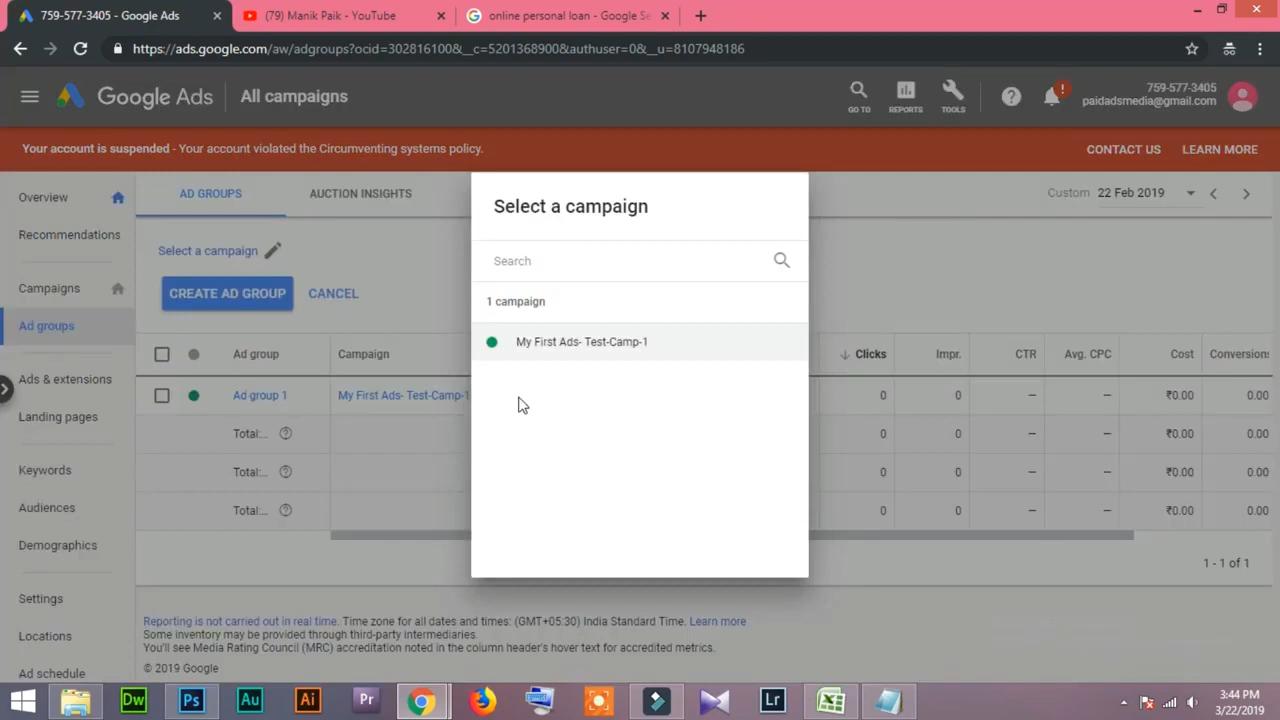 759-577-3405 - Google Ads
(79) Manik Paik - YouTube
online personal loan - Google Se
https://ads.google.com/aw/adgroups?ocid=302816100&__c=5201368900&authuser=0&__u=8107948186
Google Ads
All campaigns
GO TO
REPORTS
TOOLS
759-577-3405
paidadsmedia@gmail.com
Your account is suspended - Your account violated the Circumventing systems policy.
CONTACT US
LEARN MORE
Overview
Recommendations
Campaigns
Ad groups
Ads & extensions
Landing pages
Keywords
Audiences
Demographics
Settings
Locations
Ad schedule
AD GROUPS
AUCTION INSIGHTS
Custom 22 Feb 2019
Select a campaign
CREATE AD GROUP
CANCEL
Select a campaign
Search
1 campaign
My First Ads- Test-Camp-1
Ad group Campaign Clicks Impr. CTR Avg. CPC Cost Conversions
Ad group 1 My First Ads- Test-Camp-1 0 0 – – ₹0.00 0.00
Total:... 0 0 – – ₹0.00 0.00
Total:... 0 0 – – ₹0.00 0.00
Total:... 0 0 – – ₹0.00 0.00
1 - 1 of 1
Reporting is not carried out in real time. Time zone for all dates and times: (GMT+05:30) India Standard Time. Learn more
Some inventory may be provided through third-party intermediaries.
You'll see Media Rating Council (MRC) accreditation noted in the column header's hover text for accredited metrics.
© 2019 Google
Dw
Ps
Au
Ai
Pr
Lr
3:44 PM
3/22/2019